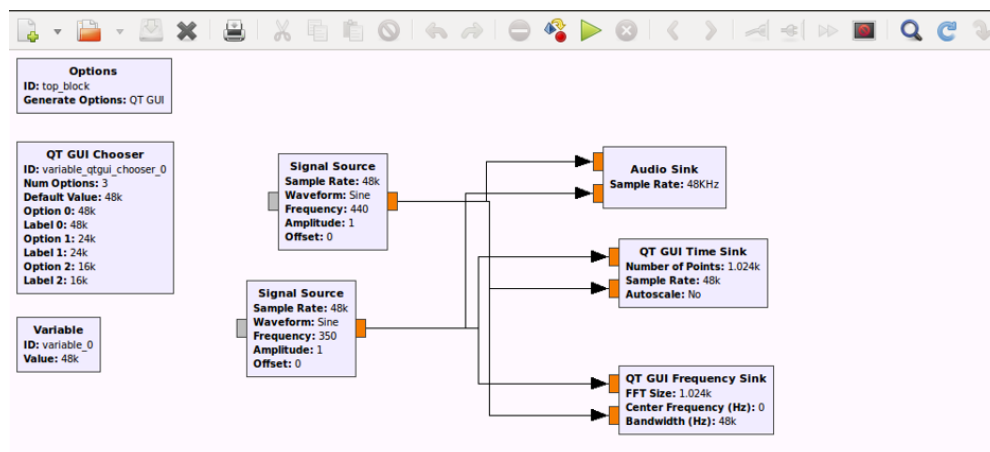 Options
ID: top_block
Generate Options: QT GUI
QT GUI Chooser
ID: variable_qtgui_chooser_0
Num Options: 3
Default Value: 48k
Option 0: 48k
Label 0: 48k
Option 1: 24k
Label 1: 24k
Option 2: 16k
Label 2: 16k
Variable
ID: variable_0
Value: 48k
Signal Source
Sample Rate: 48k
Waveform: Sine
Frequency: 440
Amplitude: 1
Offset: 0
Signal Source
Sample Rate: 48k
Waveform: Sine
Frequency: 350
Amplitude: 1
Offset: 0
Audio Sink
Sample Rate: 48KHz
QT GUI Time Sink
Number of Points: 1.024k
Sample Rate: 48k
Autoscale: No
QT GUI Frequency Sink
FFT Size: 1.024k
Center Frequency (Hz): 0
Bandwidth (Hz): 48k